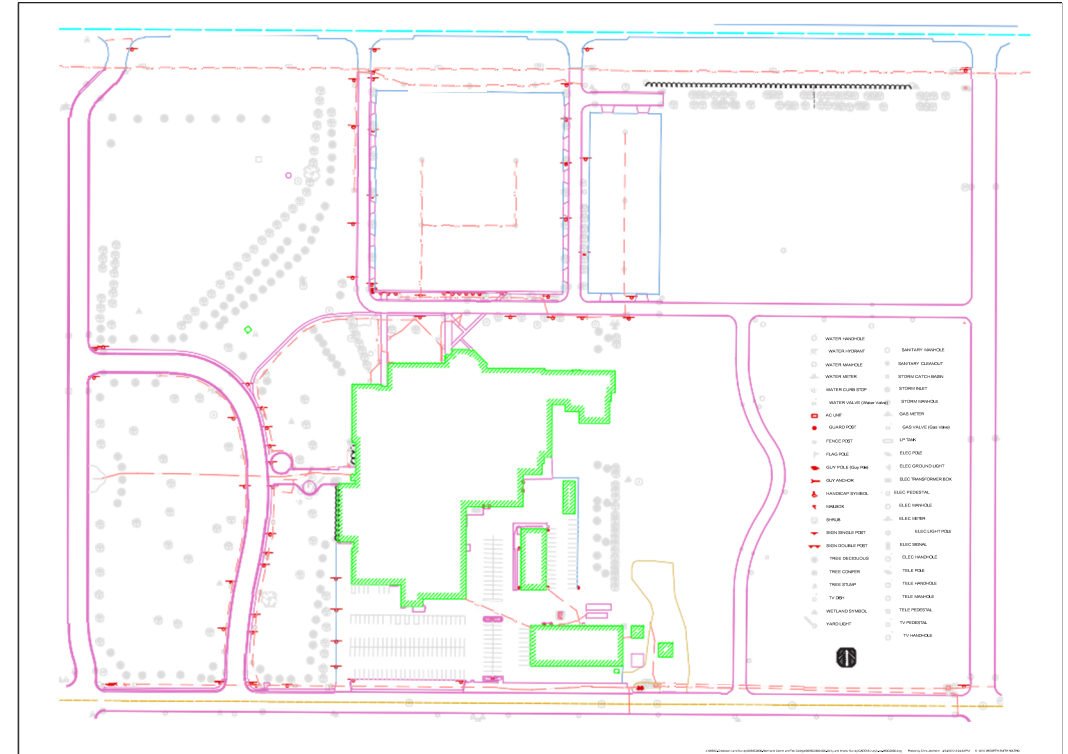 WATER HANDHOLE
WATER HYDRANT
WATER MANHOLE
WATER METER
WATER CURB STOP
WATER VALVE (Water Valve)
AC UNIT
GUARD POST
FENCE POST
FLAG POLE
GUY POLE (Guy Pole)
GUY ANCHOR
HANDICAP SYMBOL
MAILBOX
SHRUB
SIGN SINGLE POST
SIGN DOUBLE POST
TREE DECIDUOUS
TREE CONIFER
TREE STUMP
WETLAND SYMBOL
YARD LIGHT
SANITARY MANHOLE
SANITARY CLEANOUT
STORM CATCH BASIN
STORM INLET
STORM MANHOLE
GAS METER
GAS VALVE (Gas Valve)
LP TANK
ELEC POLE
ELEC GROUND LIGHT
ELEC TRANSFORMER BOX
ELEC PEDESTAL
ELEC MANHOLE
ELEC METER
ELEC LIGHT POLE
ELEC SIGNAL
ELEC HANDHOLE
TELE POLE
TELE HANDHOLE
TELE MANHOLE
TELE PEDESTAL
TV PEDESTAL
TV HANDHOLE